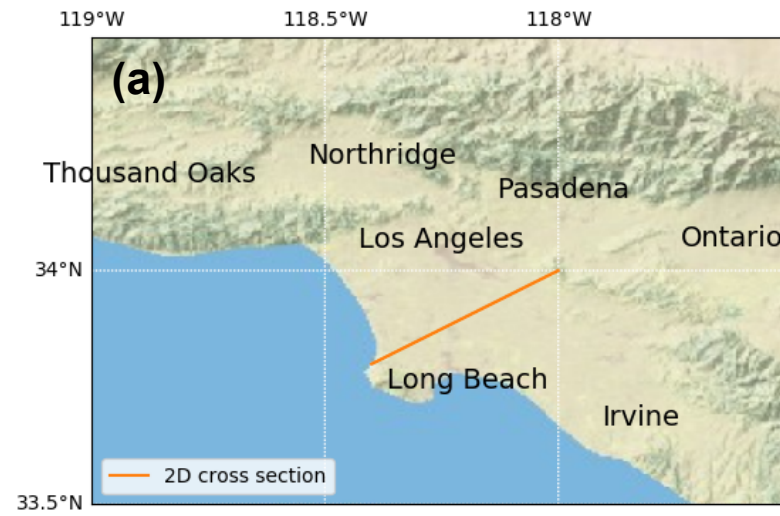 119°W 118.5°W 118°W
(a)
Northridge
Thousand Oaks
Pasadena
Los Angeles
Ontario
34°N
Long Beach
Irvine
2D cross section
33.5°N